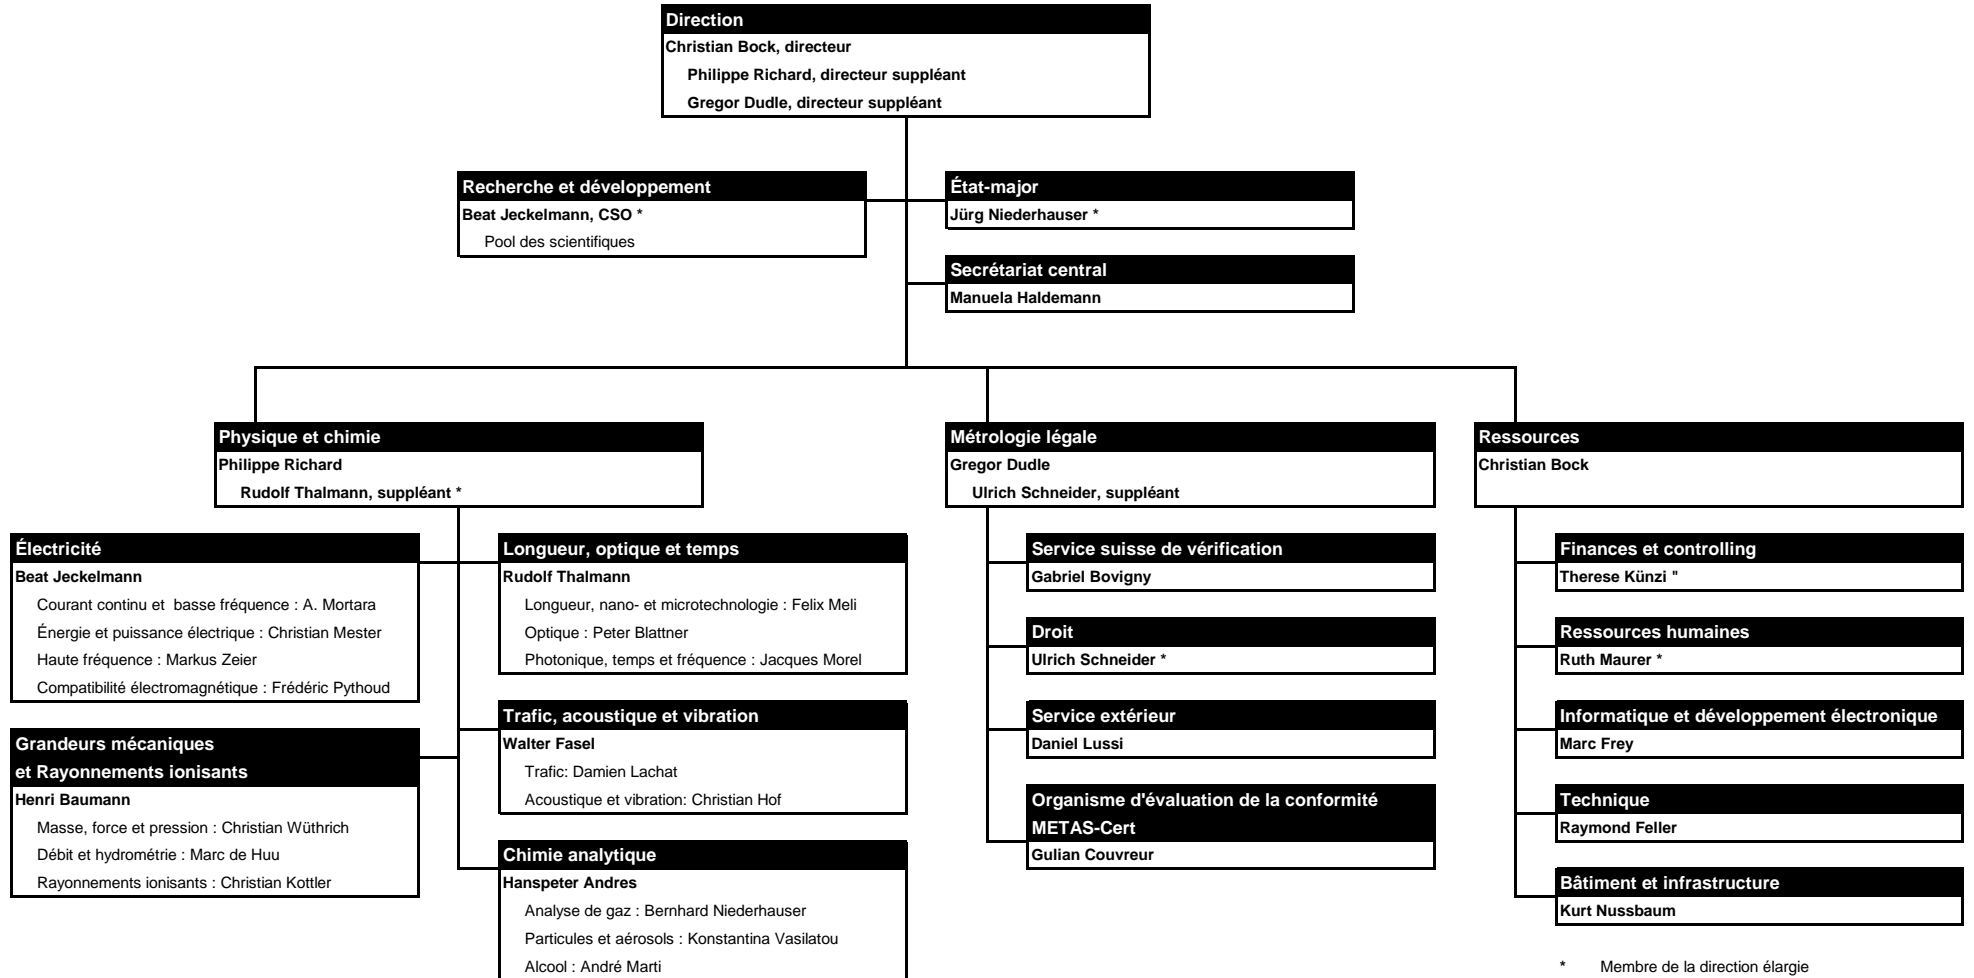 Direction
Christian Bock, directeur
Philippe Richard, directeur suppléant
Gregor Dudle, directeur suppléant
Recherche et développement
Beat Jeckelmann, CSO *
Pool des scientifiques
État-major
Jürg Niederhauser *
Secrétariat central
Manuela Haldemann
Physique et chimie
Philippe Richard
Rudolf Thalmann, suppléant *
Électricité
Beat Jeckelmann
Courant continu et  basse fréquence : A. Mortara
Énergie et puissance électrique : Christian Mester
Haute fréquence : Markus Zeier
Compatibilité électromagnétique : Frédéric Pythoud
Grandeurs mécaniques
et Rayonnements ionisants
Henri Baumann
Masse, force et pression : Christian Wüthrich
Débit et hydrométrie : Marc de Huu
Rayonnements ionisants : Christian Kottler
Longueur, optique et temps
Rudolf Thalmann
Longueur, nano- et microtechnologie : Felix Meli
Optique : Peter Blattner
Photonique, temps et fréquence : Jacques Morel
Trafic, acoustique et vibration
Walter Fasel
Trafic: Damien Lachat
Acoustique et vibration: Christian Hof
Chimie analytique
Hanspeter Andres
Analyse de gaz : Bernhard Niederhauser
Particules et aérosols : Konstantina Vasilatou
Alcool : André Marti
Métrologie légale
Gregor Dudle
Ulrich Schneider, suppléant
Service suisse de vérification
Gabriel Bovigny
Droit
Ulrich Schneider *
Service extérieur
Daniel Lussi
Organisme d'évaluation de la conformité
METAS-Cert
Gulian Couvreur
Ressources
Christian Bock
Finances et controlling
Therese Künzi "
Ressources humaines
Ruth Maurer *
Informatique et développement électronique
Marc Frey
Technique
Raymond Feller
Bâtiment et infrastructure
Kurt Nussbaum
* Membre de la direction élargie